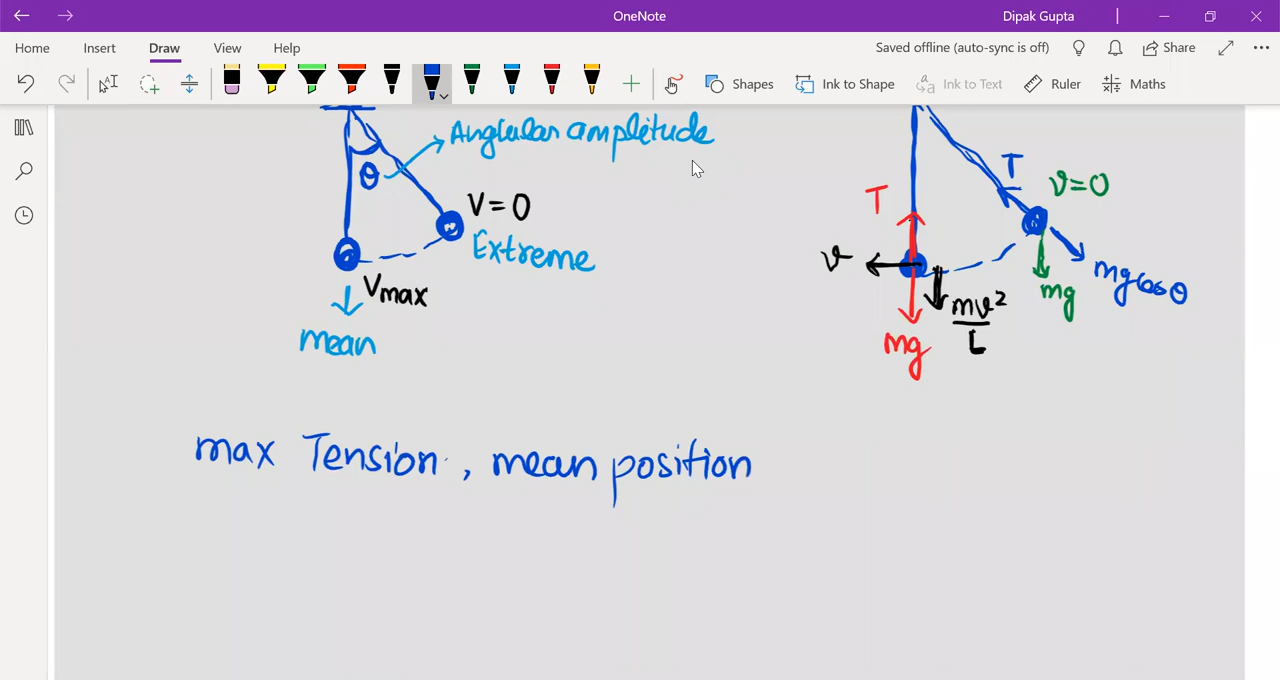 OneNote
Dipak Gupta
Home Insert Draw View Help
Saved offline (auto-sync is off)
Share
Shapes
Ink to Shape
Ink to Text
Ruler
Maths
Angular amplitude
θ
V=0
Extreme
Vmax
mean
T
T
v=0
v
mg cosθ
mg
mv²
L
mg
max Tension, mean position